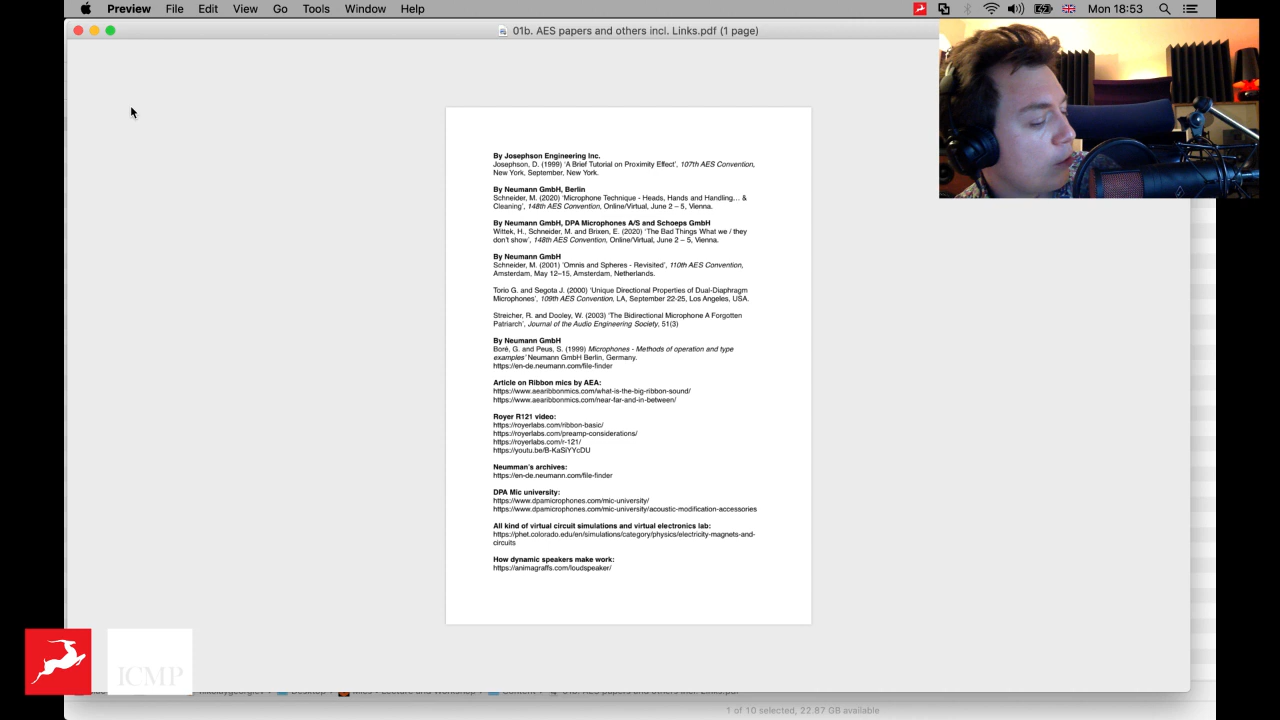 Preview File Edit View Go Tools Window Help
Mon 18:53
01b. AES papers and others incl. Links.pdf (1 page)
By Josephson Engineering Inc.
Josephson, D. (1999) 'A Brief Tutorial on Proximity Effect', 107th AES Convention,
New York, September, New York.
By Neumann GmbH, Berlin
Schneider, M. (2020) 'Microphone Technique - Heads, Hands and Handling… &
Cleaning', 148th AES Convention, Online/Virtual, June 2 – 5, Vienna.
By Neumann GmbH, DPA Microphones A/S and Schoeps GmbH
Wittek, H., Schneider, M. and Brixen, E. (2020) 'The Bad Things What we / they
don't show', 148th AES Convention, Online/Virtual, June 2 – 5, Vienna.
By Neumann GmbH
Schneider, M. (2001) 'Omnis and Spheres - Revisited', 110th AES Convention,
Amsterdam, May 12–15, Amsterdam, Netherlands.
Torio G. and Segota J. (2000) 'Unique Directional Properties of Dual-Diaphragm
Microphones', 109th AES Convention, LA, September 22-25, Los Angeles, USA.
Streicher, R. and Dooley, W. (2003) 'The Bidirectional Microphone A Forgotten
Patriarch', Journal of the Audio Engineering Society, 51(3)
By Neumann GmbH
Boré, G. and Peus, S. (1999) Microphones - Methods of operation and type
examples' Neumann GmbH Berlin, Germany.
https://en-de.neumann.com/file-finder
Article on Ribbon mics by AEA:
https://www.aearibbonmics.com/what-is-the-big-ribbon-sound/
https://www.aearibbonmics.com/near-far-and-in-between/
Royer R121 video:
https://royerlabs.com/ribbon-basic/
https://royerlabs.com/preamp-considerations/
https://royerlabs.com/r-121/
https://youtu.be/B-KaSiYYcDU
Neumman's archives:
https://en-de.neumann.com/file-finder
DPA Mic university:
https://www.dpamicrophones.com/mic-university/
https://www.dpamicrophones.com/mic-university/acoustic-modification-accessories
All kind of virtual circuit simulations and virtual electronics lab:
https://phet.colorado.edu/en/simulations/category/physics/electricity-magnets-and-
circuits
How dynamic speakers make work:
https://animagraffs.com/loudspeaker/
ICMP
1 of 10 selected, 22.87 GB available